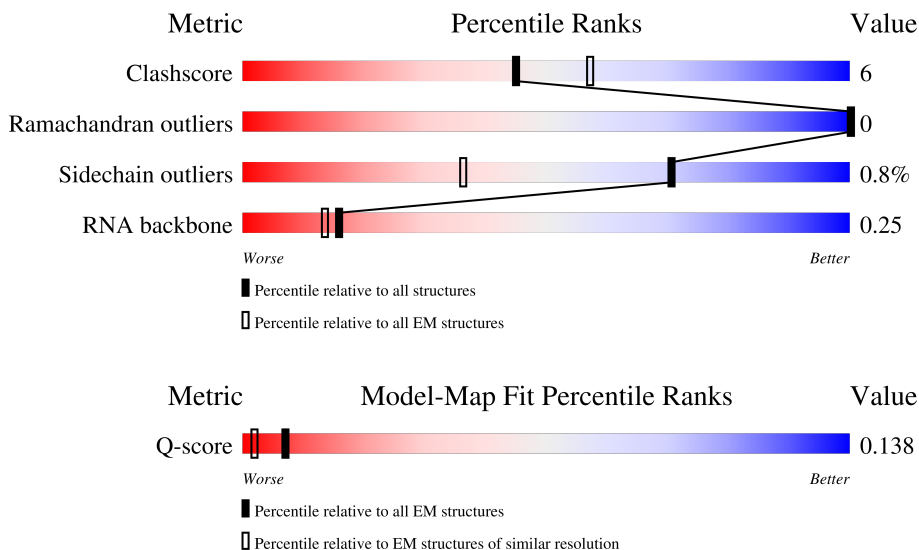 Metric Percentile Ranks Value
Clashscore 6
Ramachandran outliers 0
Sidechain outliers 0.8%
RNA backbone 0.25
Worse Better
Percentile relative to all structures
Percentile relative to all EM structures
Metric Model-Map Fit Percentile Ranks Value
Q-score 0.138
Worse Better
Percentile relative to all EM structures
Percentile relative to EM structures of similar resolution